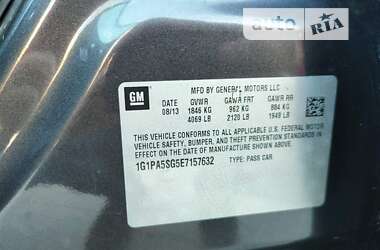 auto RIA
GM
MFD BY GENERAL MOTORS LLC
DATE GVWR GAWR FRT GAWR RR
08/13 1846 KG 962 KG 884 KG
4069 LB 2120 LB 1949 LB
THIS VEHICLE CONFORMS TO ALL APPLICABLE U.S. FEDERAL MOTOR
VEHICLE SAFETY, BUMPER, AND THEFT PREVENTION STANDARDS
IN EFFECT ON THE DATE OF MANUFACTURE SHOWN ABOVE.
1G1PA5SG5E7157632 TYPE: PASS CAR